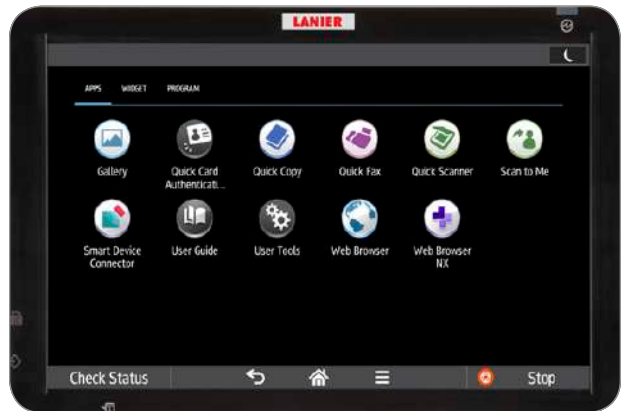 LANIER
APPS WIDGET PROGRAM
Gallery
Quick Card
Authenticati...
Quick Copy
Quick Fax
Quick Scanner
Scan to Me
Smart Device
Connector
User Guide
User Tools
Web Browser
Web Browser
NX
Check Status
Stop